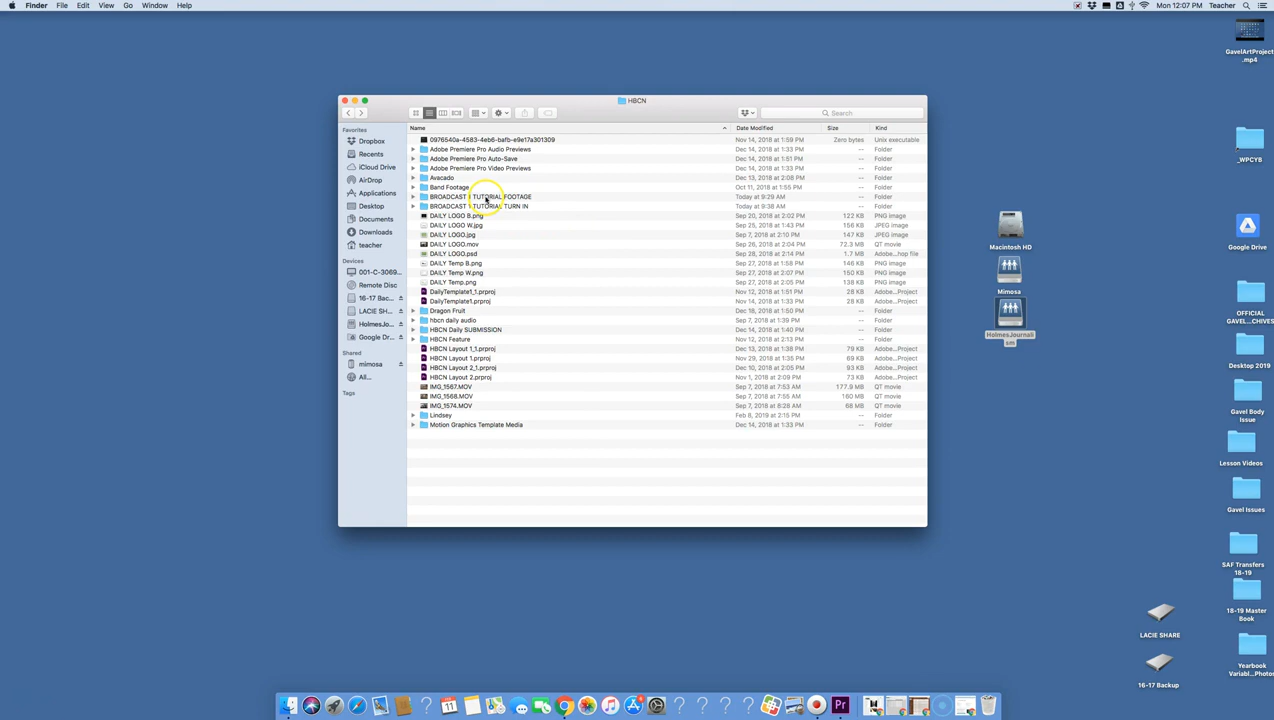 Finder File Edit View Go Window Help
Mon 12:07 PM Teacher
HBCN
Search
Favorites
Dropbox
Recents
iCloud Drive
AirDrop
Applications
Desktop
Documents
Downloads
teacher
Devices
001-C-3069...
Remote Disc
16-17 Back...
LACIE SH...
HolmesJo...
Google Dr...
Shared
mimosa
All...
Tags
Name Date Modified Size Kind
0976540a-4583-4eb6-bafb-e9e17a301309 Nov 14, 2018 at 1:59 PM Zero bytes Unix executable
Adobe Premiere Pro Audio Previews Dec 14, 2018 at 1:33 PM -- Folder
Adobe Premiere Pro Auto-Save Dec 14, 2018 at 1:51 PM -- Folder
Adobe Premiere Pro Video Previews Dec 14, 2018 at 1:33 PM -- Folder
Avacado Dec 13, 2018 at 2:08 PM -- Folder
Band Footage Oct 11, 2018 at 1:55 PM -- Folder
BROADCAST TUTORIAL FOOTAGE Today at 9:29 AM -- Folder
BROADCAST TUTORIAL TURN IN Today at 9:38 AM -- Folder
DAILY LOGO B.png Sep 20, 2018 at 2:02 PM 122 KB PNG image
DAILY LOGO W.jpg Sep 28, 2018 at 2:15 PM 156 KB JPEG image
DAILY LOGO.jpg Sep 7, 2018 at 2:10 PM 147 KB JPEG image
DAILY LOGO.mov Sep 26, 2018 at 2:04 PM 72.3 MB QT movie
DAILY LOGO.psd Sep 28, 2018 at 2:14 PM 1.7 MB Adobe...hop file
DAILY Temp B.png Sep 27, 2018 at 1:58 PM 146 KB PNG image
DAILY Temp W.png Sep 27, 2018 at 2:07 PM 150 KB PNG image
DAILY Temp.png Sep 27, 2018 at 1:33 PM PNG image
DailyTemplate1_1.prproj Nov 12, 2018 at 1:51 PM 28 KB Adobe...Project
DailyTemplate1.prproj Nov 14, 2018 at 1:33 PM 28 KB Adobe...Project
Dragon Fruit Dec 18, 2018 at 1:50 PM -- Folder
hbcn daily audio Sep 7, 2018 at 1:39 PM -- Folder
HBCN Daily SUBMISSION Dec 14, 2018 at 1:40 PM -- Folder
HBCN Feature Nov 12, 2018 at 2:13 PM -- Folder
HBCN Layout 1_1.prproj Dec 13, 2018 at 1:31 PM 79 KB Adobe...Project
HBCN Layout 1.prproj Nov 29, 2018 at 1:35 PM 69 KB Adobe...Project
HBCN Layout 2_1.prproj Dec 13, 2018 at 2:05 PM 93 KB Adobe...Project
HBCN Layout 2.prproj Nov 1, 2018 at 2:09 PM 73 KB Adobe...Project
IMG_1567.MOV Sep 7, 2018 at 7:53 AM 177.9 MB QT movie
IMG_1568.MOV Sep 7, 2018 at 7:55 AM 160 MB QT movie
IMG_1574.MOV Sep 7, 2018 at 8:28 AM 68 MB QT movie
Lindsey Feb 8, 2019 at 2:15 PM -- Folder
Motion Graphics Template Media Dec 14, 2018 at 1:33 PM -- Folder
Macintosh HD
Mimosa
HolmesJournali
sm
GavelArtProject
.mp4
_WPCYB
Google Drive
OFFICIAL
GAVEL...CHIVES
Desktop 2019
Gavel Body
Issue
Lesson Videos
Gavel Issues
SAF Transfers
18-19
18-19 Master
Book
Yearbook
Variabl...Photos
LACIE SHARE
16-17 Backup
11
Pr